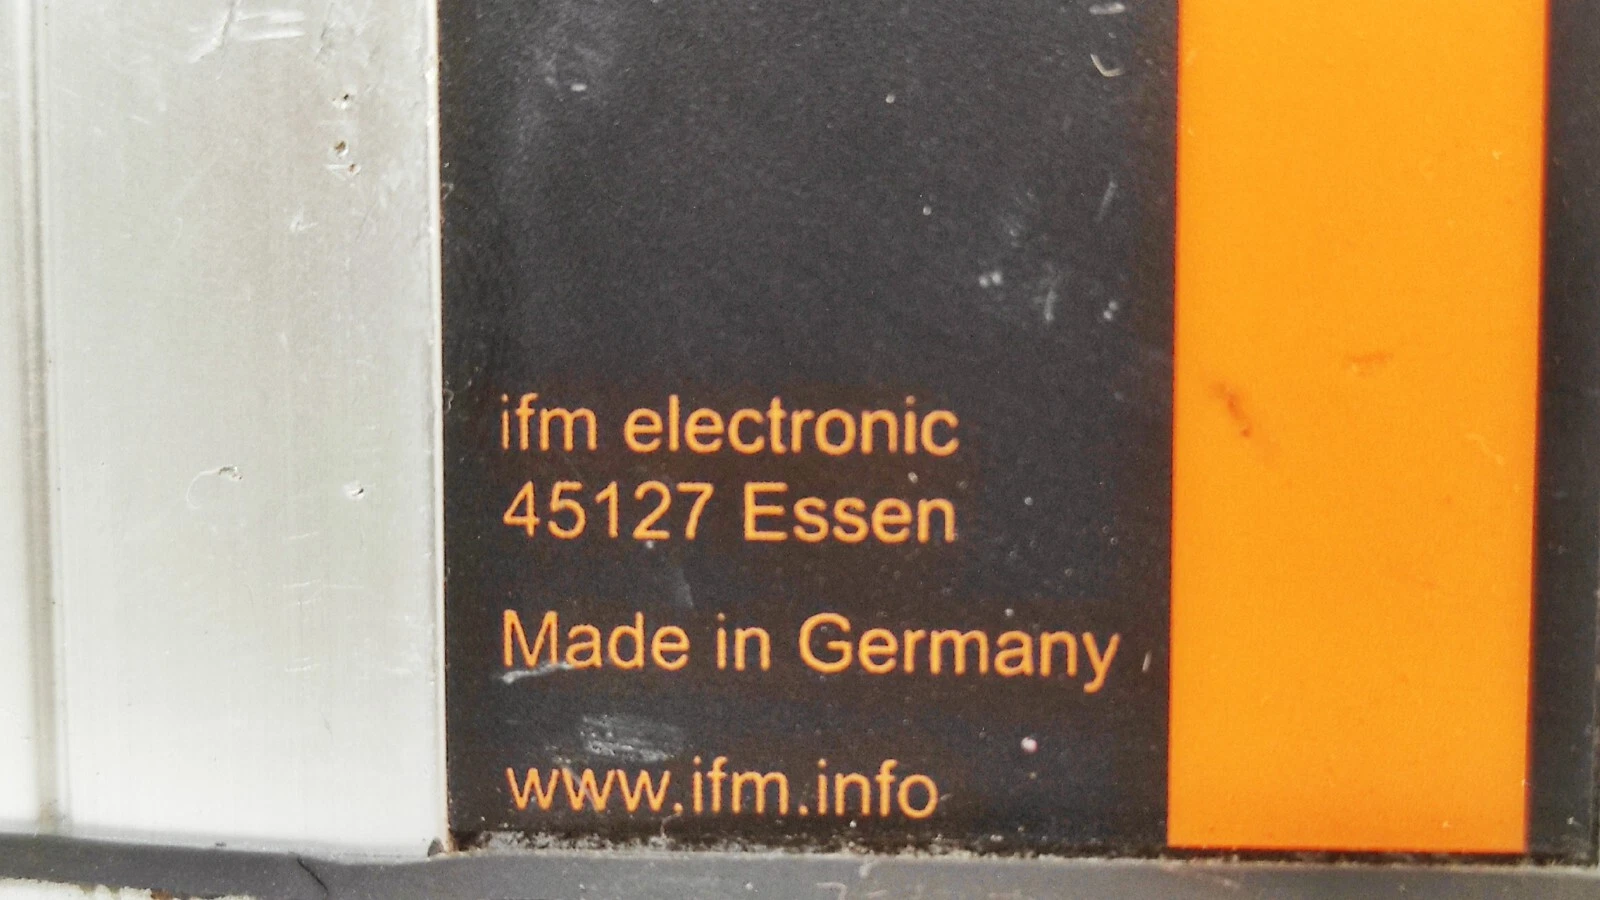 ifm electronic
45127 Essen
Made in Germany
www.ifm.info